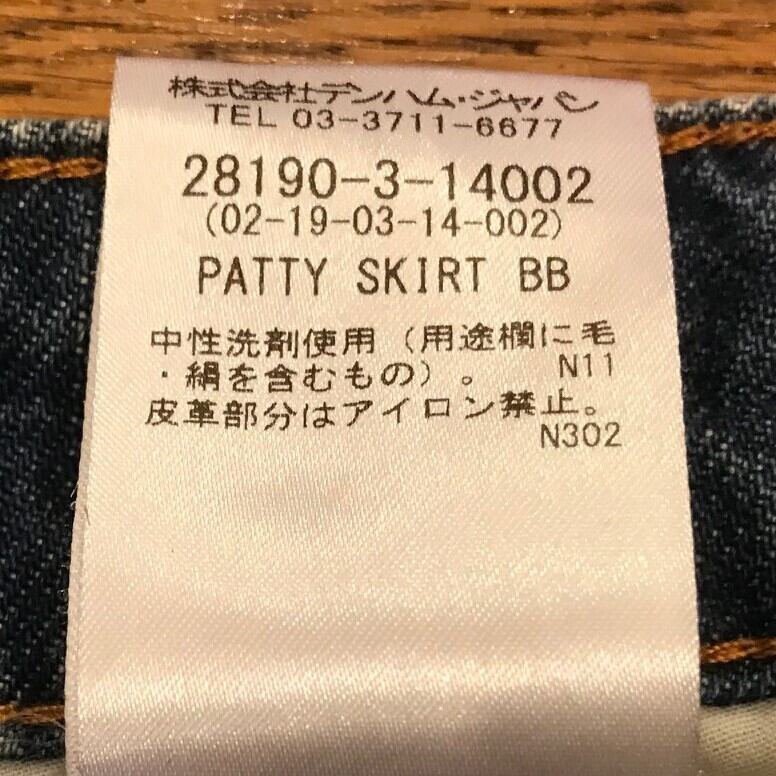 株式会社デンハム・ジャパン
TEL 03-3711-6677
28190-3-14002
(02-19-03-14-002)
PATTY SKIRT BB
中性洗剤使用（用途欄に毛
・絹を含むもの）。 N11
皮革部分はアイロン禁止。
N302